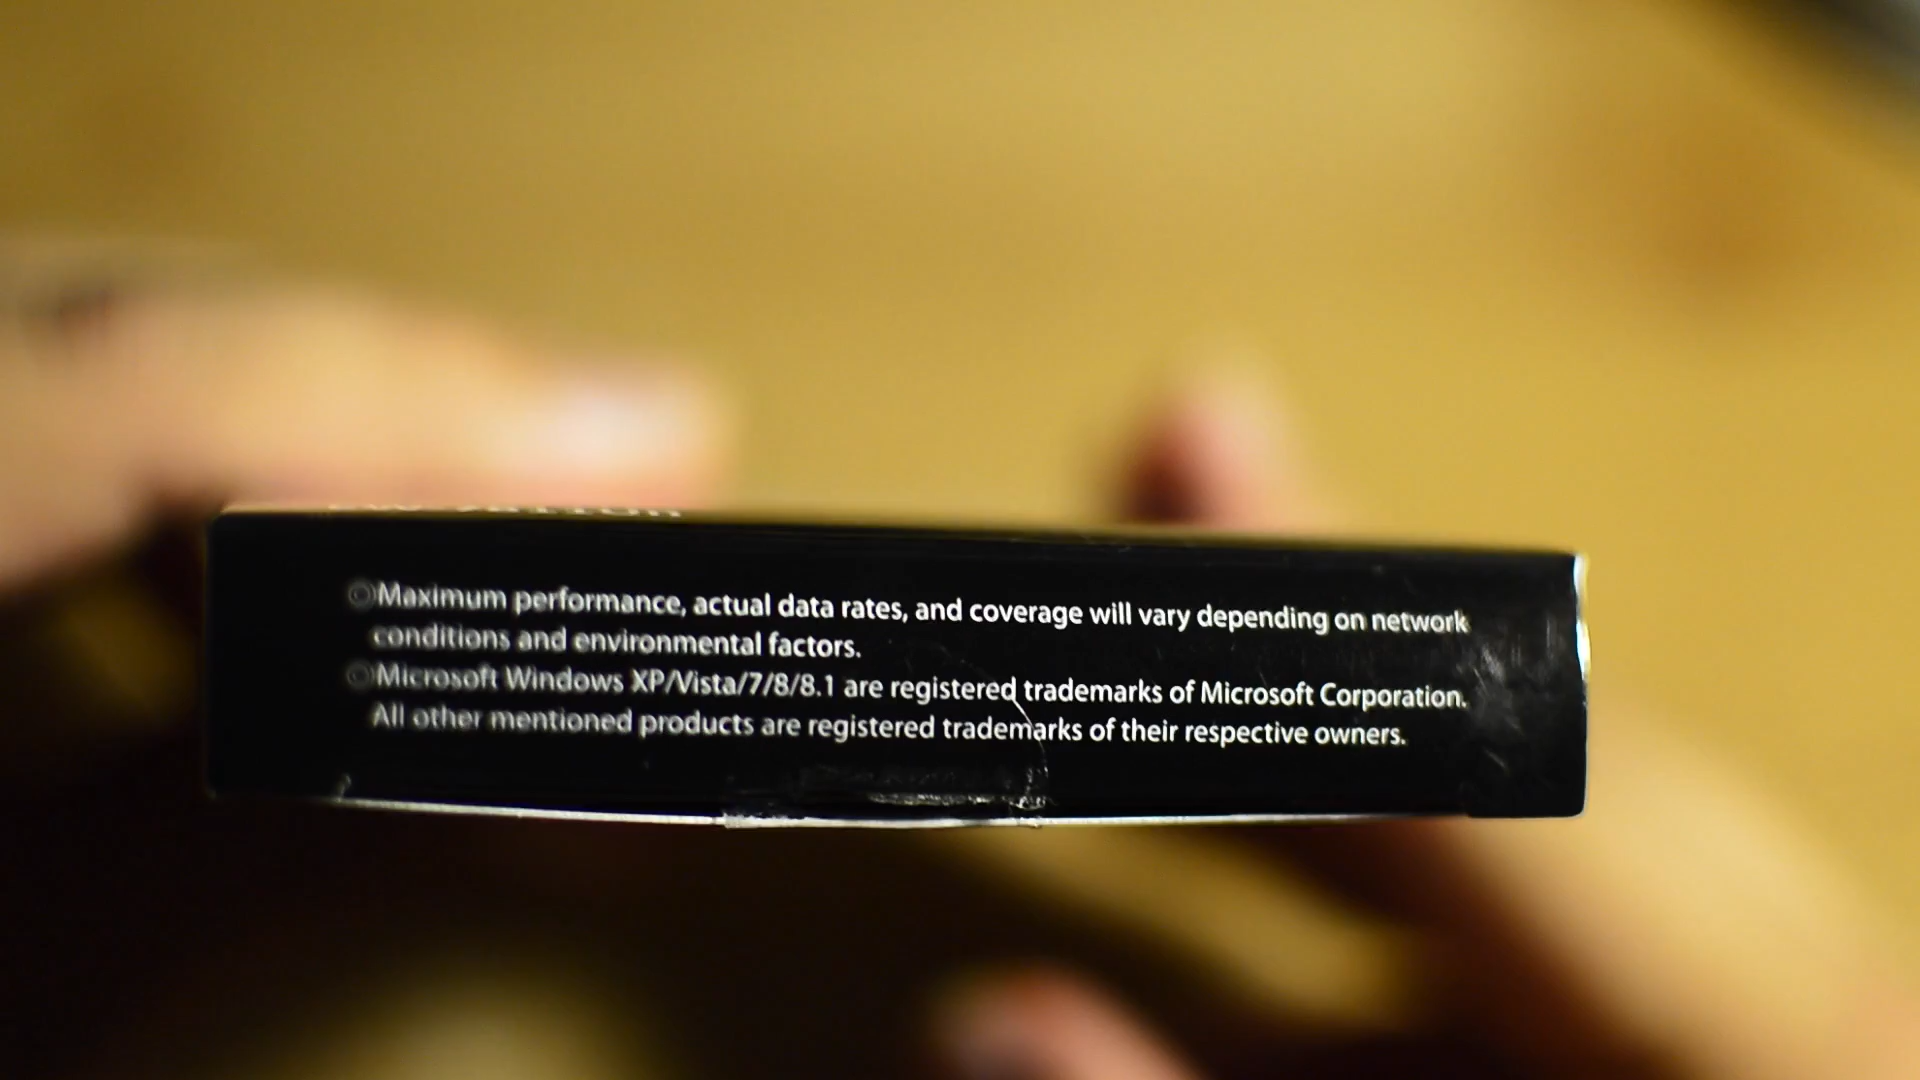 ©Maximum performance, actual data rates, and coverage will vary depending on network
conditions and environmental factors.
©Microsoft Windows XP/Vista/7/8/8.1 are registered trademarks of Microsoft Corporation.
All other mentioned products are registered trademarks of their respective owners.